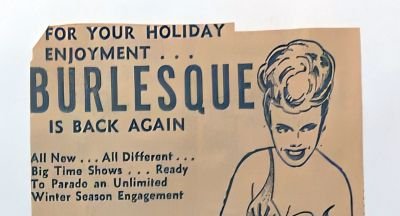 FOR YOUR HOLIDAY
ENJOYMENT . . .
BURLESQUE
IS BACK AGAIN
All New . . . All Different . . .
Big Time Shows . . . Ready
To Parade an Unlimited
Winter Season Engagement